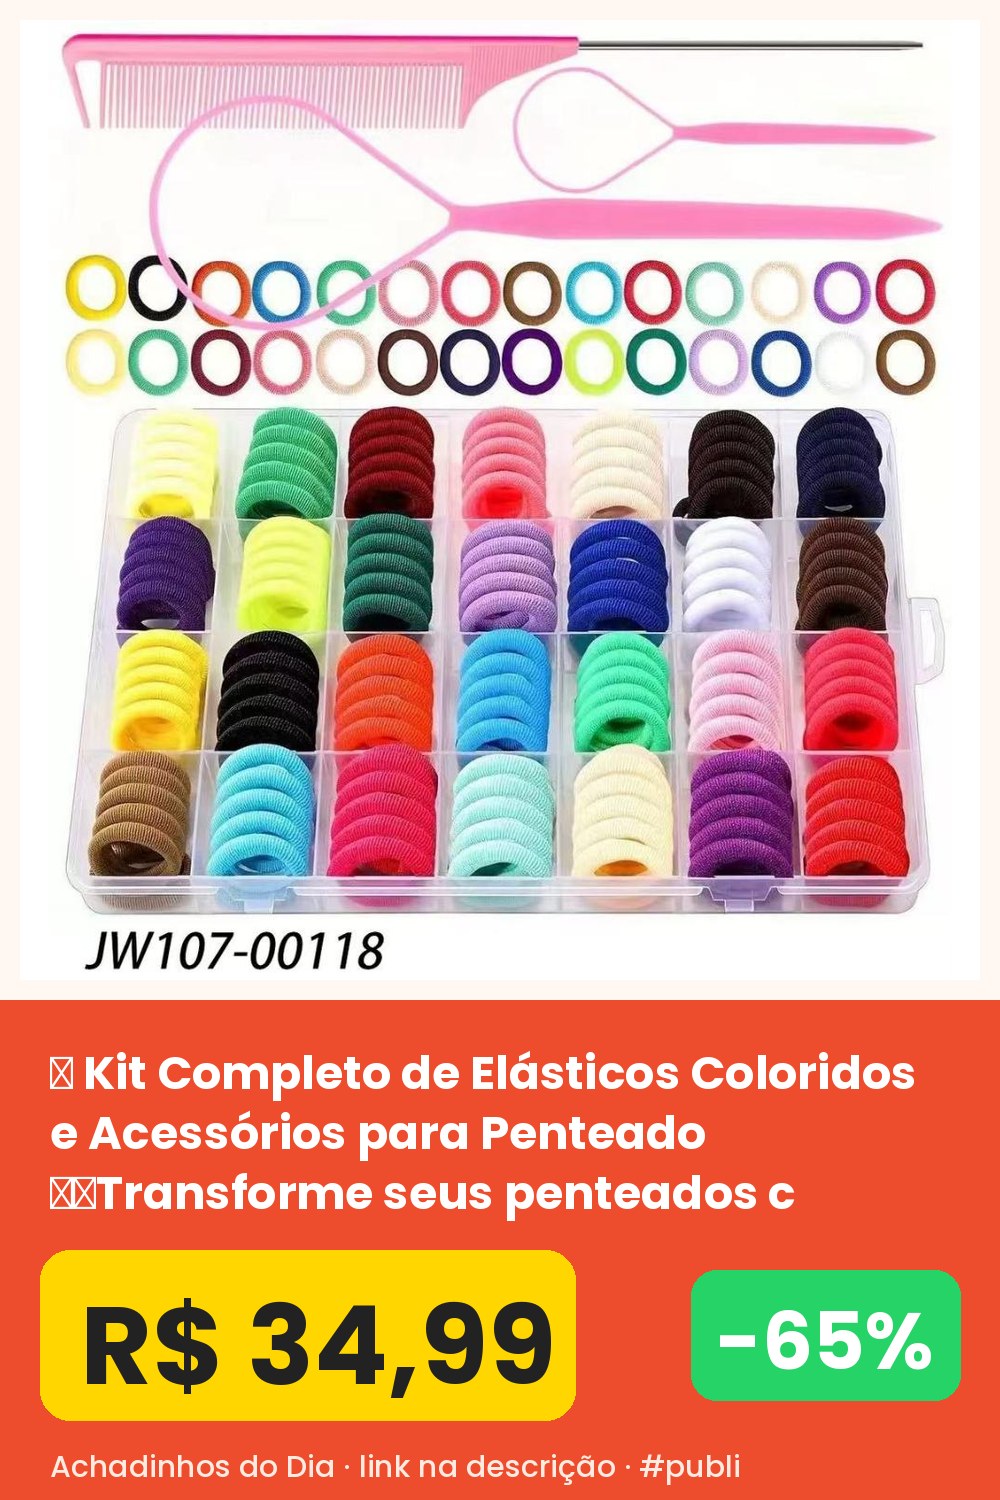 JW107-00118
Kit Completo de Elásticos Coloridos
e Acessórios para Penteado
Transforme seus penteados c
R$ 34,99
-65%
Achadinhos do Dia · link na descrição · #publi